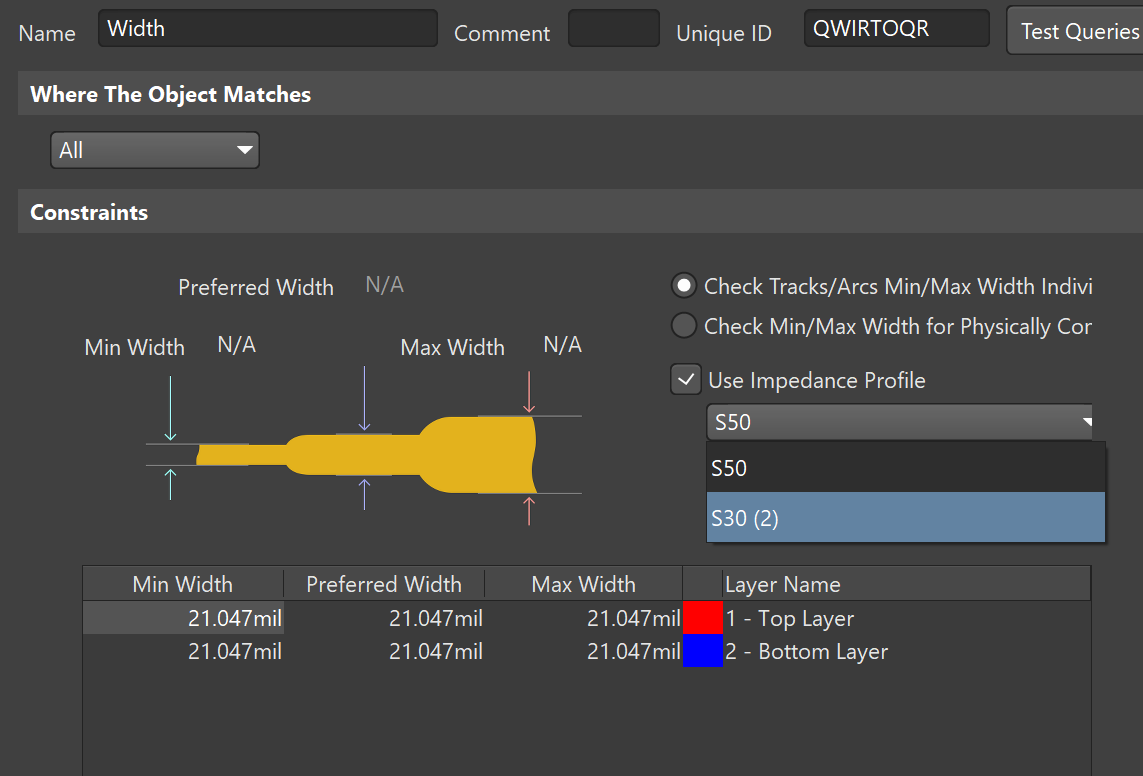 Name Width Comment Unique ID QWIRTOQR Test Queries
Where The Object Matches
All
Constraints
Preferred Width N/A
Check Tracks/Arcs Min/Max Width Indivi
Min Width N/A Max Width N/A
Check Min/Max Width for Physically Cor
Use Impedance Profile
S50
S50
S30 (2)
Min Width Preferred Width Max Width Layer Name
21.047mil 21.047mil 21.047mil 1 - Top Layer
21.047mil 21.047mil 21.047mil 2 - Bottom Layer